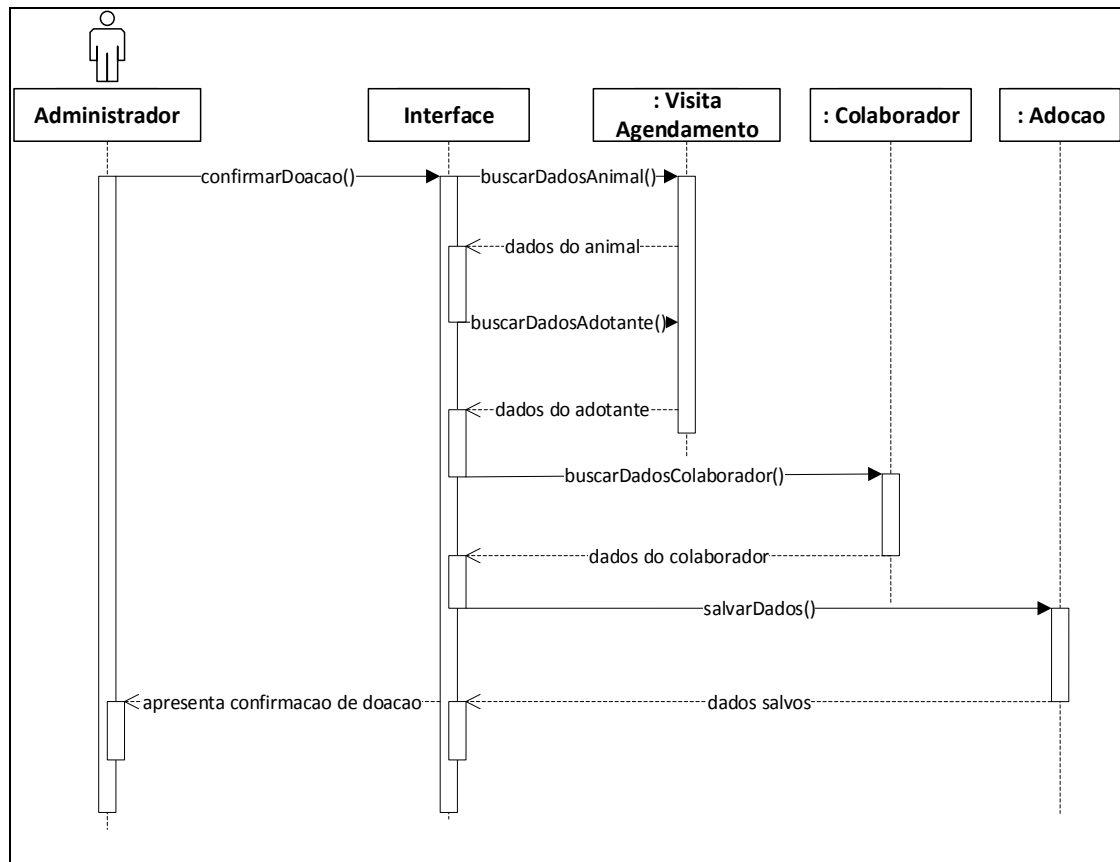 Administrador
Interface
: Visita
Agendamento
: Colaborador
: Adocao
confirmarDoacao()
buscarDadosAnimal()
dados do animal
buscarDadosAdotante()
dados do adotante
buscarDadosColaborador()
dados do colaborador
salvarDados()
apresenta confirmacao de doacao
dados salvos